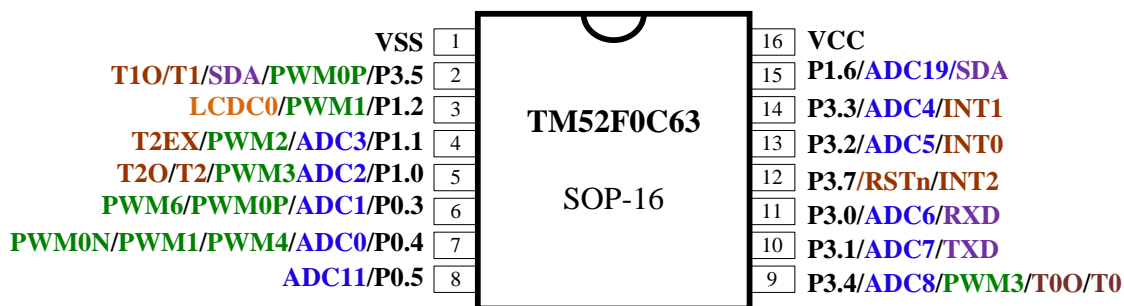 VSS 1 16 VCC
T1O/T1/SDA/PWM0P/P3.5 2 15 P1.6/ADC19/SDA
LCDC0/PWM1/P1.2 3 14 P3.3/ADC4/INT1
TM52F0C63
T2EX/PWM2/ADC3/P1.1 4 13 P3.2/ADC5/INT0
T2O/T2/PWM3ADC2/P1.0 5 12 P3.7/RSTn/INT2
SOP-16
PWM6/PWM0P/ADC1/P0.3 6 11 P3.0/ADC6/RXD
PWM0N/PWM1/PWM4/ADC0/P0.4 7 10 P3.1/ADC7/TXD
ADC11/P0.5 8 9 P3.4/ADC8/PWM3/T0O/T0